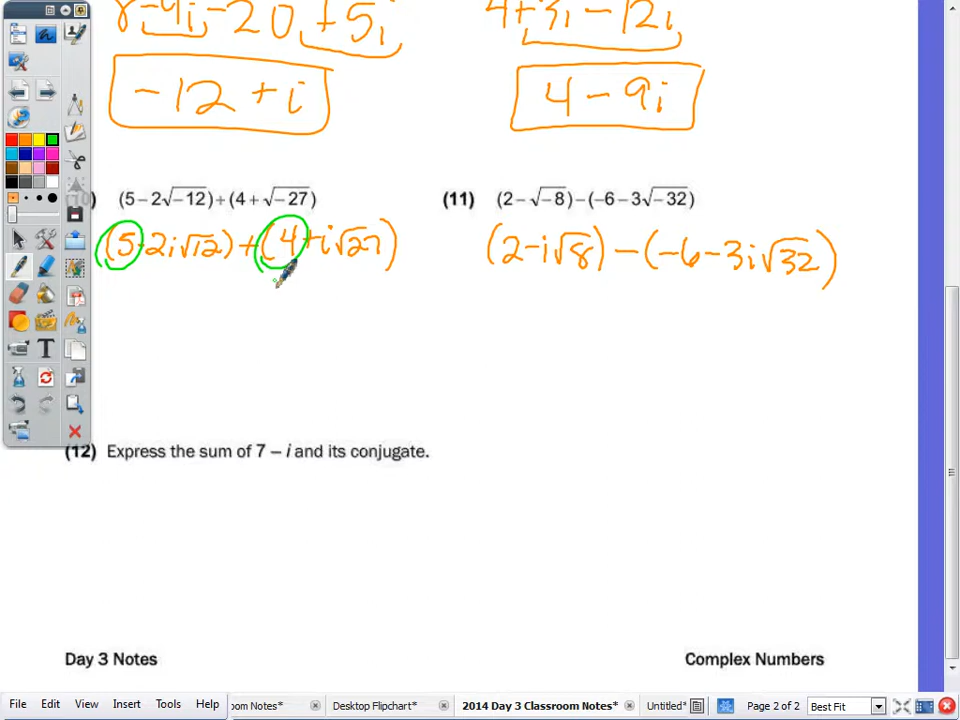 8 - 9i - 20 + 5i
4 + 3i - 12i
-12 + i
4 - 9i
10) (5 - 2√-12) + (4 + √-27)
(11) (2 - √-8) - (-6 - 3√-32)
(5 - 2i√12) + (4 + i√27)
(2 - i√8) - (-6 - 3i√32)
(12) Express the sum of 7 - i and its conjugate.
Day 3 Notes
Complex Numbers
File Edit View Insert Tools Help
oom Notes* Desktop Flipchart* 2014 Day 3 Classroom Notes* Untitled* Page 2 of 2 Best Fit